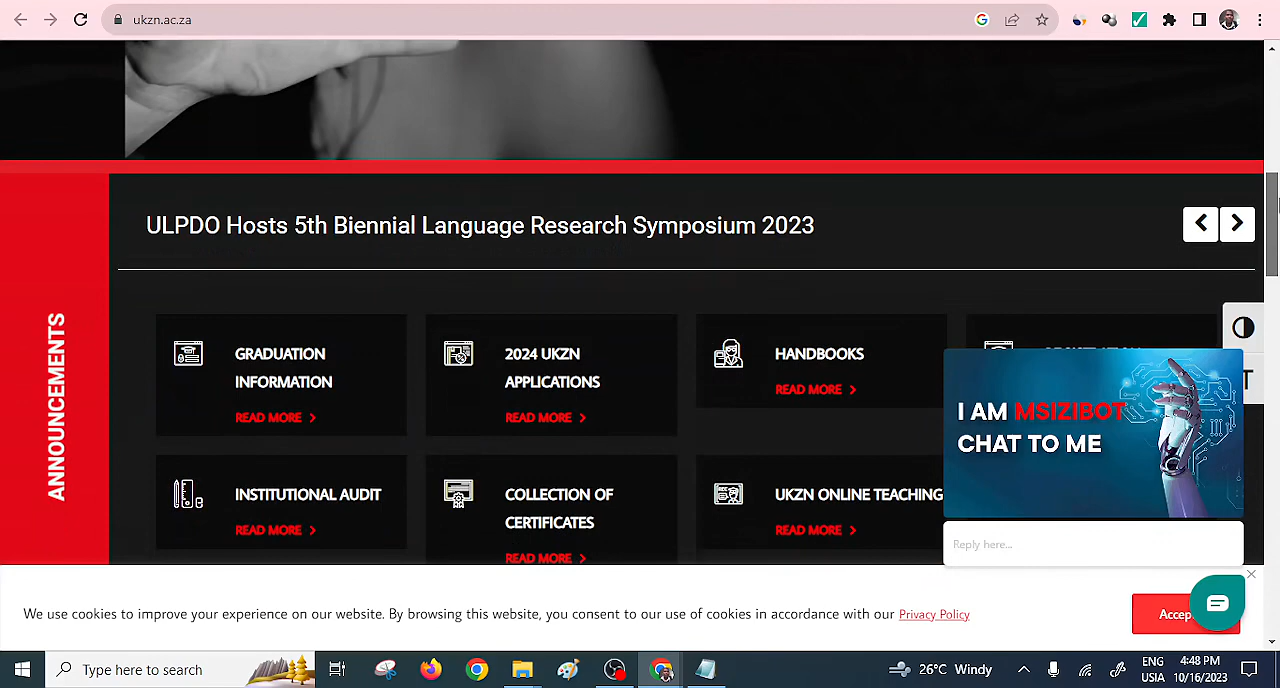 ukzn.ac.za
ULPDO Hosts 5th Biennial Language Research Symposium 2023
ANNOUNCEMENTS
GRADUATION
INFORMATION
READ MORE
2024 UKZN
APPLICATIONS
READ MORE
HANDBOOKS
READ MORE
INSTITUTIONAL AUDIT
READ MORE
COLLECTION OF
CERTIFICATES
READ MORE
UKZN ONLINE TEACHING
READ MORE
T
I AM MSIZIBOT
CHAT TO ME
Reply here...
We use cookies to improve your experience on our website. By browsing this website, you consent to our use of cookies in accordance with our Privacy Policy
Accep
Type here to search
26°C Windy
ENG
USA
4:48 PM
10/16/2023